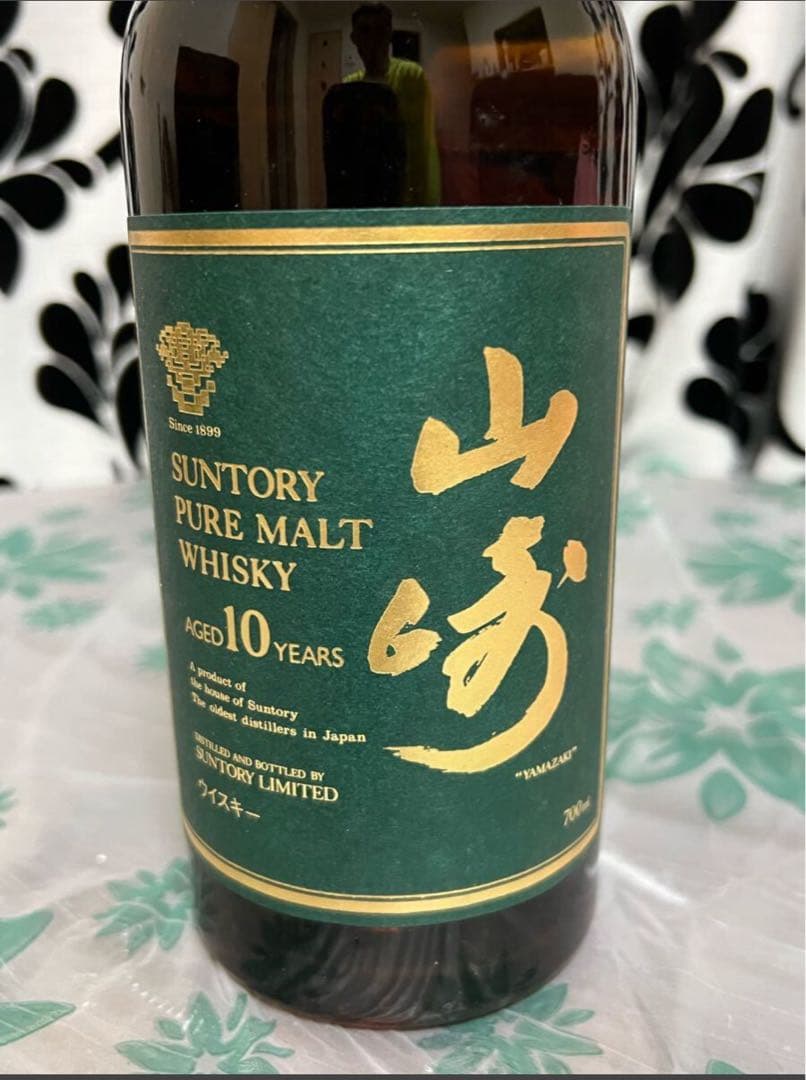 Since 1899
SUNTORY
PURE MALT
WHISKY
AGED 10 YEARS
A product of
the house of Suntory
The oldest distillers in Japan
DISTILLED AND BOTTLED BY
SUNTORY LIMITED
ウイスキー
山
崎
"YAMAZAKI"
700ml